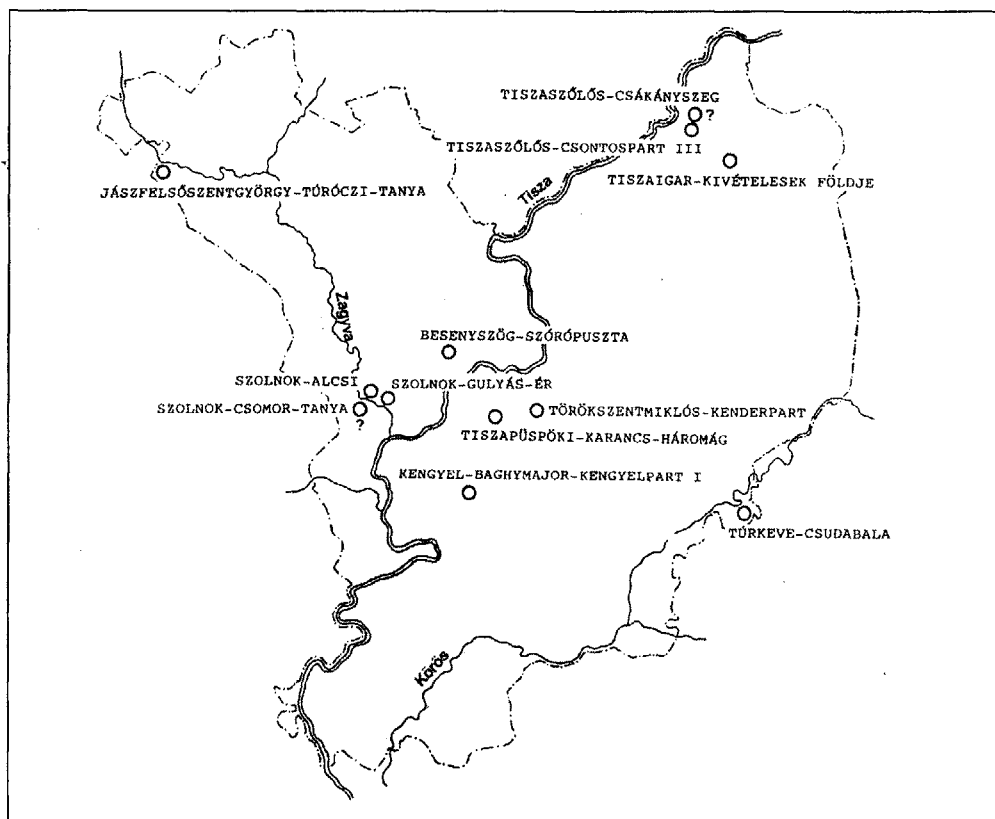 TISZASZŐLŐS-CSÁKÁNYSZEG
?
TISZASZŐLŐS-CSONTOSPART III
TISZAIGAR-KIVÉTELESEK FÖLDJE
JÁSZFELSŐSZENTGYÖRGY-TÚRÓCZI-TANYA
Tisza
Zagyva
BESENYSZÖG-SZÓRÓPUSZTA
SZOLNOK-ALCSI
SZOLNOK-GULYÁS-ÉR
SZOLNOK-CSOMOR-TANYA
?
TÖRÖKSZENTMIKLÓS-KENDERPART
TISZAPÜSPÖKI-KARANCS-HÁROMÁG
KENGYEL-BAGHYMAJOR-KENGYELPART I
TÚRKEVE-CSUDABALA
Körös